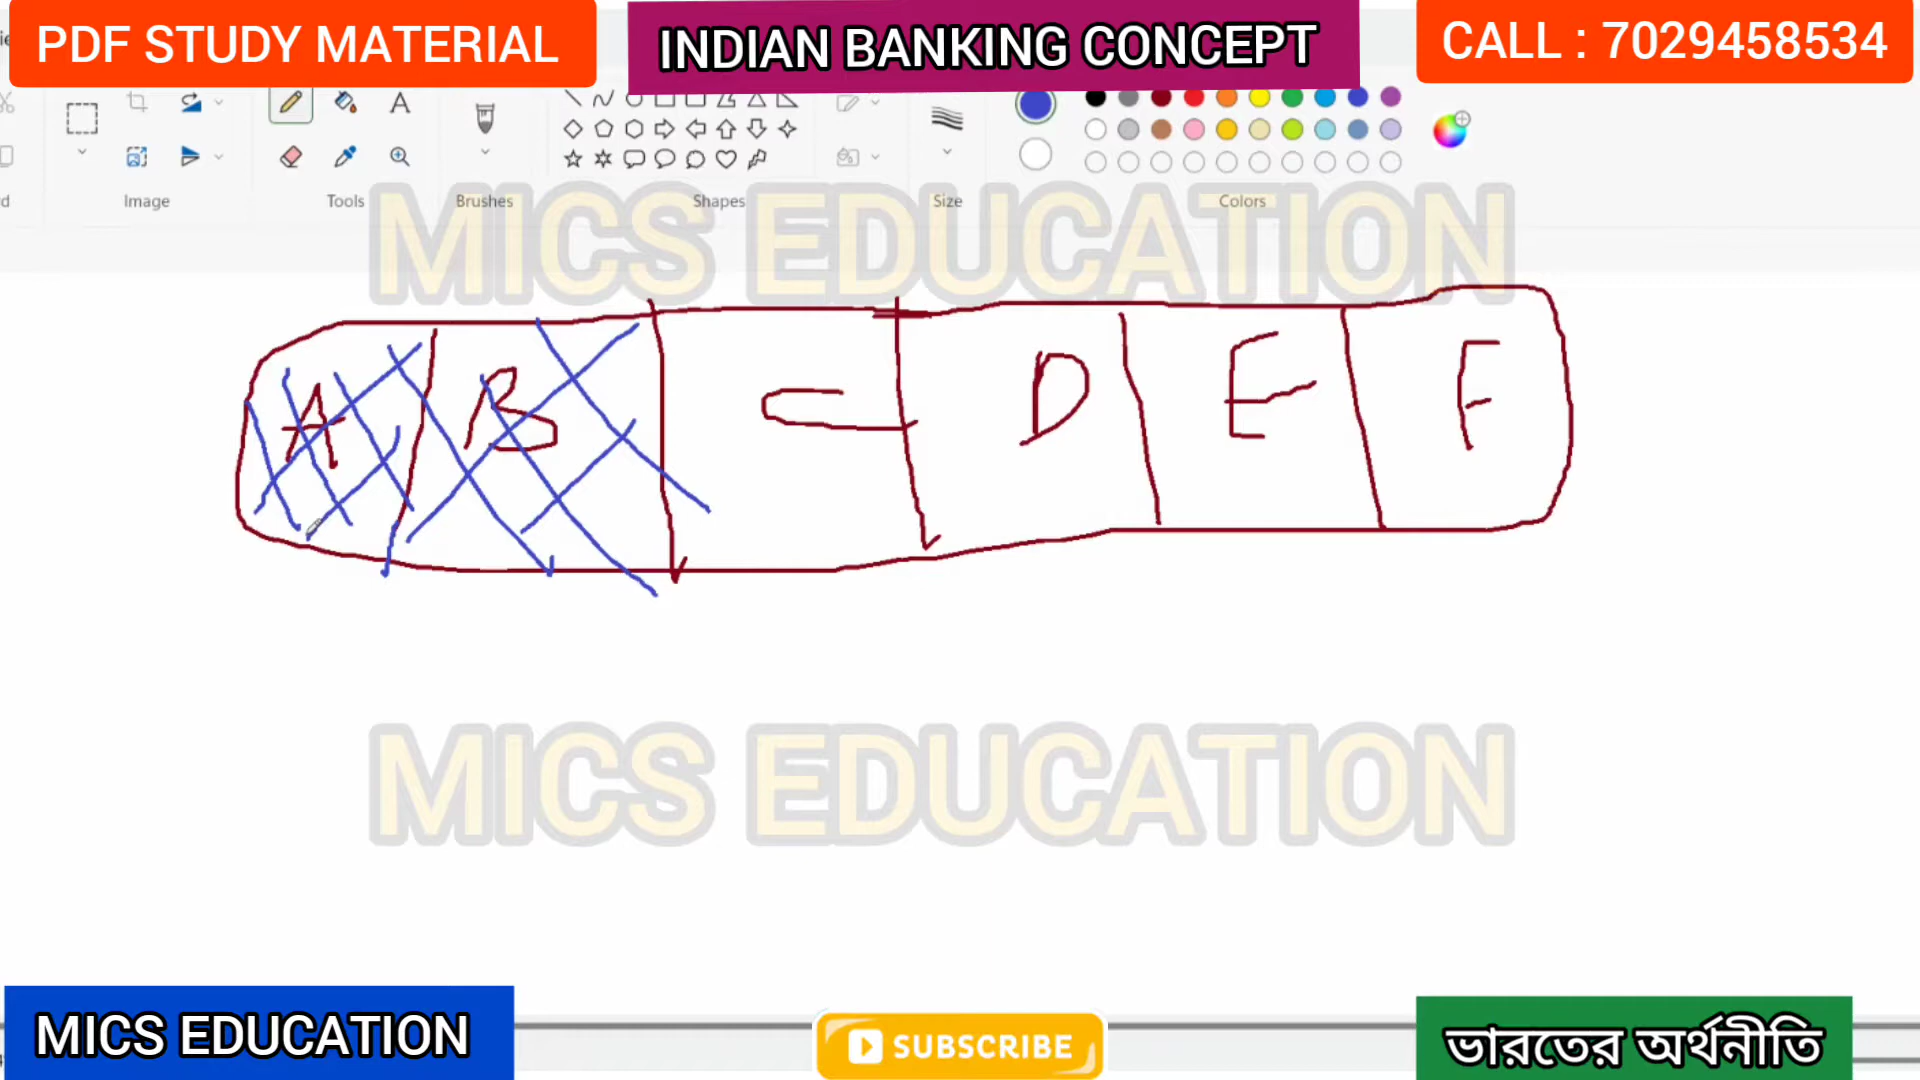 PDF STUDY MATERIAL
INDIAN BANKING CONCEPT
CALL : 7029458534
Image
Tools
Brushes
Shapes
Size
Colors
MICS EDUCATION
A B C D E F
MICS EDUCATION
MICS EDUCATION
SUBSCRIBE
ভারতের অর্থনীতি